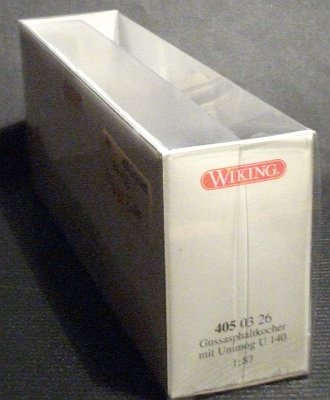 WIKING
405 03 26
Gussasphaltkocher
mit Unimog U 140
1:87